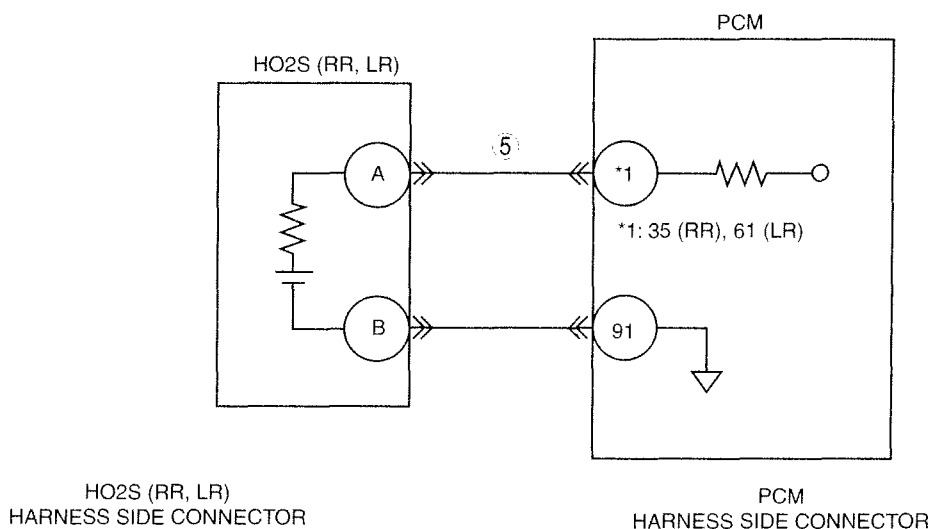 PCM
HO2S (RR, LR)
5
A
*1
*1: 35 (RR), 61 (LR)
B
91
HO2S (RR, LR)
HARNESS SIDE CONNECTOR
PCM
HARNESS SIDE CONNECTOR